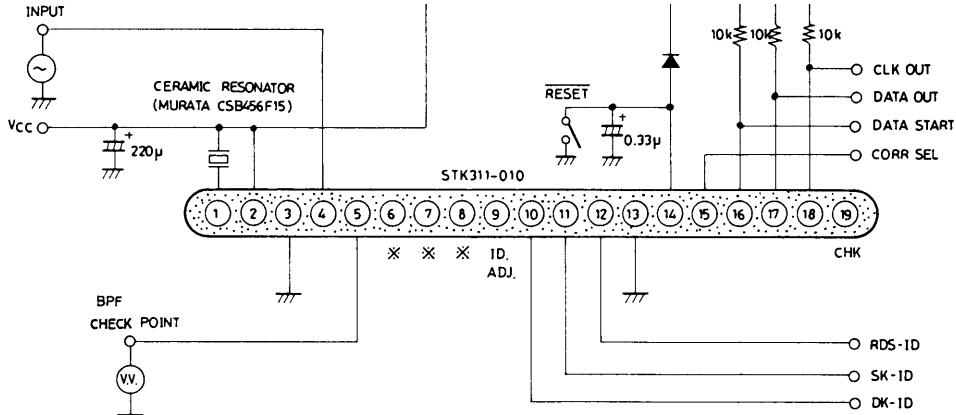 INPUT
10k 10k 10k
CLK OUT
CERAMIC RESONATOR
(MURATA CSB456F15)
RESET
DATA OUT
VCC
+
220μ
+
0.33μ
DATA START
CORR SEL
STK311-010
1 2 3 4 5 6 7 8 9 10 11 12 13 14 15 16 17 18 19
※ ※ ※ ID. ADJ.
CHK
BPF
CHECK POINT
V.V.
RDS-ID
SK-ID
DK-ID